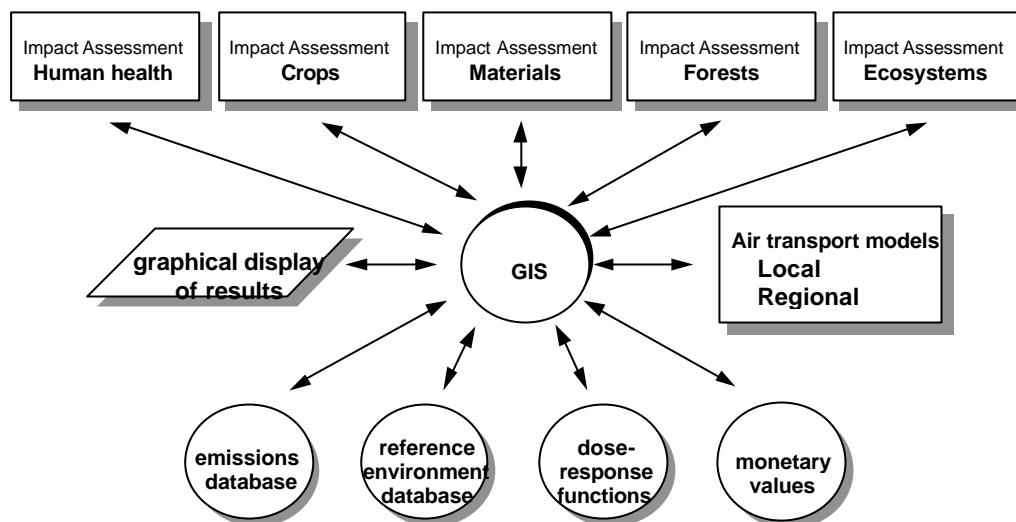 Impact Assessment
Human health
Impact Assessment
Crops
Impact Assessment
Materials
Impact Assessment
Forests
Impact Assessment
Ecosystems
graphical display
of results
GIS
Air transport models
Local
Regional
emissions
database
reference
environment
database
dose-
response
functions
monetary
values